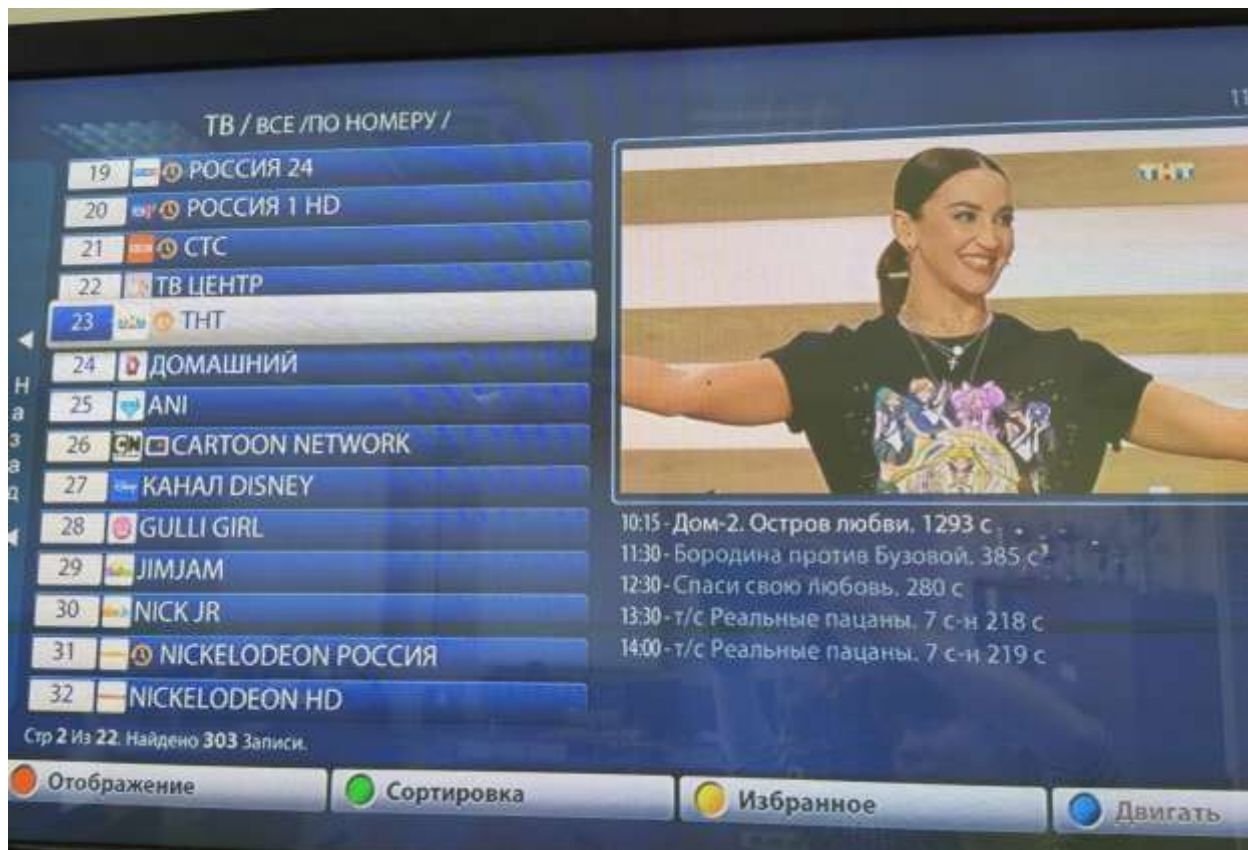 11
ТВ / ВСЕ /ПО НОМЕРУ /
19 РОССИЯ 24
20 РОССИЯ 1 HD
21 СТС
22 ТВ ЦЕНТР
23 ТНТ
24 ДОМАШНИЙ
25 ANI
26 CN CARTOON NETWORK
27 КАНАЛ DISNEY
28 GULLI GIRL
29 JIMJAM
30 NICK JR
31 NICKELODEON РОССИЯ
32 NICKELODEON HD
Назад
ТНТ
10:15 - Дом-2. Остров любви. 1293 с
11:30 - Бородина против Бузовой. 385 с
12:30 - Спаси свою любовь. 280 с
13:30 - т/с Реальные пацаны. 7 с-н 218 с
14:00 - т/с Реальные пацаны. 7 с-н 219 с
Стр 2 Из 22. Найдено 303 Записи.
Отображение
Сортировка
Избранное
Двигать